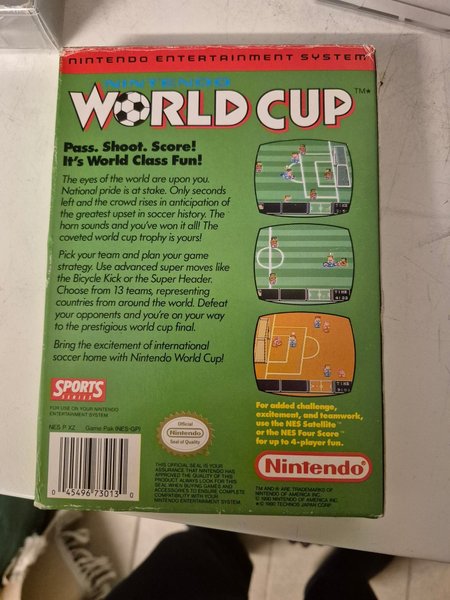 NINTENDO ENTERTAINMENT SYSTEM
NINTENDO
WORLD CUP™*
Pass. Shoot. Score!
It's World Class Fun!
The eyes of the world are upon you.
National pride is at stake. Only seconds
left and the crowd rises in anticipation of
the greatest upset in soccer history. The
horn sounds and you've won it all! The
coveted world cup trophy is yours!
Pick your team and plan your game
strategy. Use advanced super moves like
the Bicycle Kick or the Super Header.
Choose from 13 teams, representing
countries from around the world. Defeat
your opponents and you're on your way
to the prestigious world cup final.
Bring the excitement of international
soccer home with Nintendo World Cup!
TIME
TIME
TIME
SPORTS
SERIES
FOR USE ON YOUR NINTENDO
ENTERTAINMENT SYSTEM
NES-P-XZ Game Pak (NES-GP)
0 45496 73013 0
Official
Nintendo
Seal of Quality
THIS OFFICIAL SEAL IS YOUR
ASSURANCE THAT NINTENDO HAS
APPROVED THE QUALITY OF THIS
PRODUCT. ALWAYS LOOK FOR THIS
SEAL WHEN BUYING GAMES AND
ACCESSORIES TO ENSURE COMPLETE
COMPATIBILITY WITH YOUR
NINTENDO ENTERTAINMENT SYSTEM.
For added challenge,
excitement, and teamwork,
use the NES Satellite™
or the NES Four Score™
for up to 4-player fun.
Nintendo®
TM AND ® ARE TRADEMARKS OF
NINTENDO OF AMERICA INC.
© 1990 NINTENDO OF AMERICA INC.
*© 1990 TECHNOS JAPAN CORP.